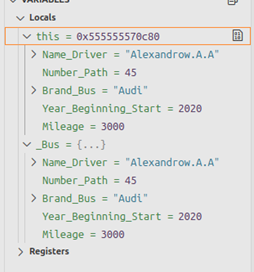 VARIABLES
Locals
this = 0x555555570c80
Name_Driver = "Alexandrow.A.A"
Number_Path = 45
Brand_Bus = "Audi"
Year_Beginning_Start = 2020
Mileage = 3000
_Bus = {...}
Name_Driver = "Alexandrow.A.A"
Number_Path = 45
Brand_Bus = "Audi"
Year_Beginning_Start = 2020
Mileage = 3000
Registers